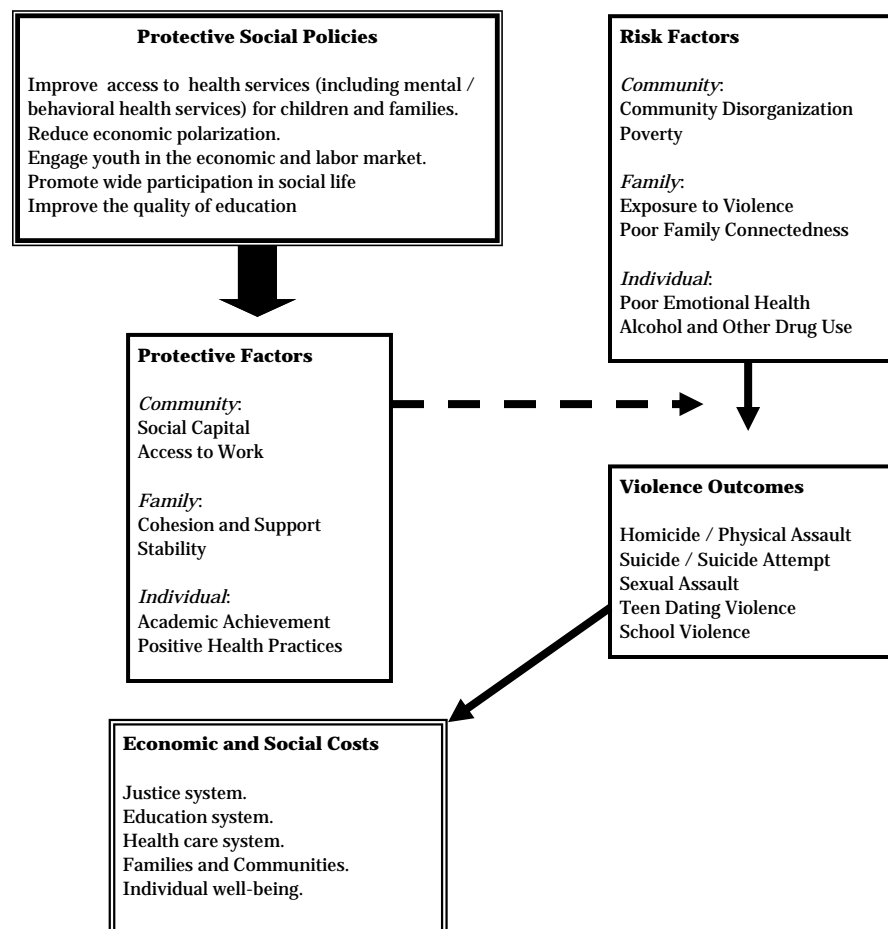 Protective Social Policies
Improve access to health services (including mental /
behavioral health services) for children and families.
Reduce economic polarization.
Engage youth in the economic and labor market.
Promote wide participation in social life
Improve the quality of education
Risk Factors
Community:
Community Disorganization
Poverty
Family:
Exposure to Violence
Poor Family Connectedness
Individual:
Poor Emotional Health
Alcohol and Other Drug Use
Protective Factors
Community:
Social Capital
Access to Work
Family:
Cohesion and Support
Stability
Individual:
Academic Achievement
Positive Health Practices
Violence Outcomes
Homicide / Physical Assault
Suicide / Suicide Attempt
Sexual Assault
Teen Dating Violence
School Violence
Economic and Social Costs
Justice system.
Education system.
Health care system.
Families and Communities.
Individual well-being.